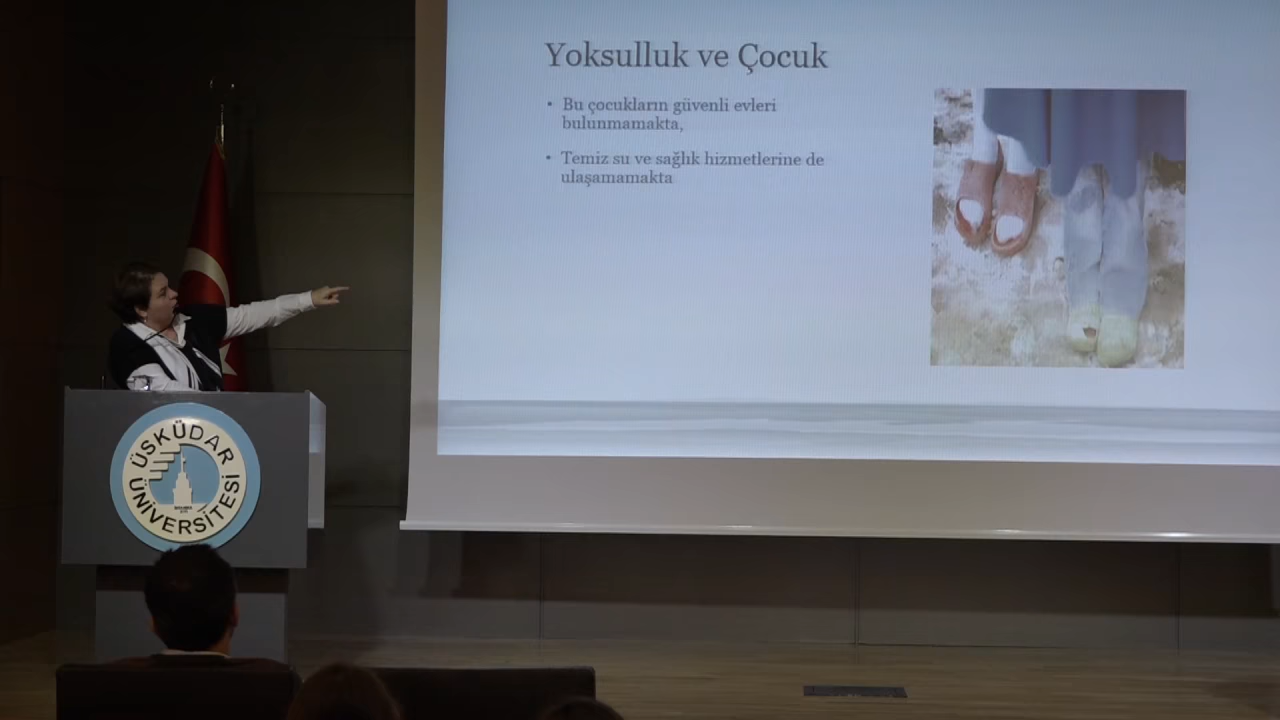 Yoksulluk ve Çocuk
• Bu çocukların güvenli evleri
bulunmamakta,
• Temiz su ve sağlık hizmetlerine de
ulaşamamakta
ÜSKÜDAR
ÜNİVERSİTESİ